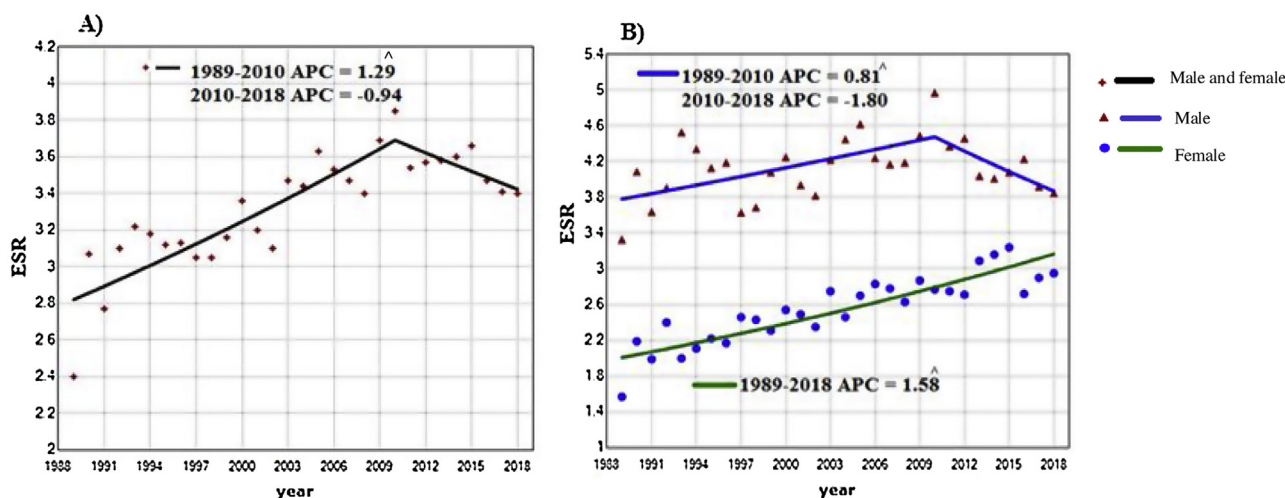 A)
4.2
4
3.8
3.6
3.4
3.2
3
2.8
2.6
2.4
2.2
2
ESR
1989-2010 APC = 1.29^
2010-2018 APC = -0.94
1988 1991 1994 1997 2000 2003 2006 2009 2012 2015 2018
year
B)
5.4
5
4.6
4.2
3.8
3.4
3
2.6
2.2
1.8
1.4
1
ESR
1989-2010 APC = 0.81^
2010-2018 APC = -1.80
1989-2018 APC = 1.58^
1983 1991 1994 1997 2000 2003 2006 2009 2012 2015 2018
year
Male and female
Male
Female